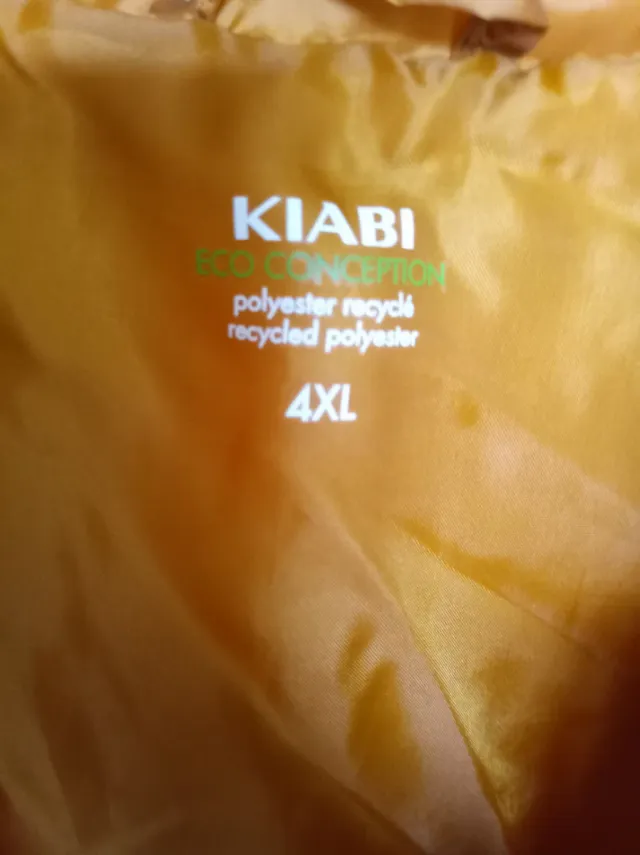 KIABI
ECO CONCEPTION
polyester recyclé
recycled polyester
4XL